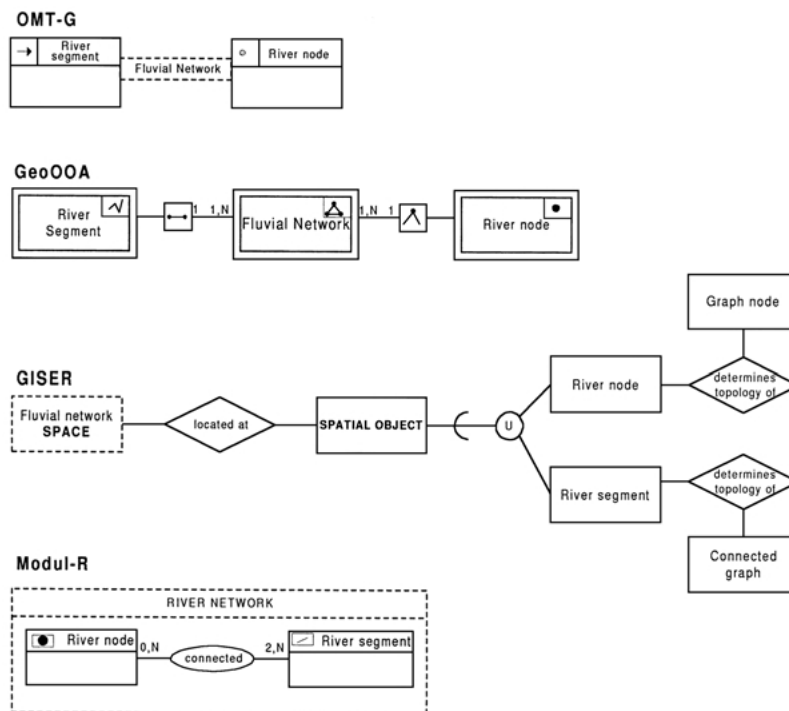 OMT-G
River
segment
Fluvial Network
River node
GeoOOA
River
Segment
1 1,N
Fluvial Network
1,N 1
River node
Graph node
GISER
Fluvial network
SPACE
located at
SPATIAL OBJECT
U
River node
determines
topology of
River segment
determines
topology of
Connected
graph
Modul-R
RIVER NETWORK
River node
0,N
connected
2,N
River segment